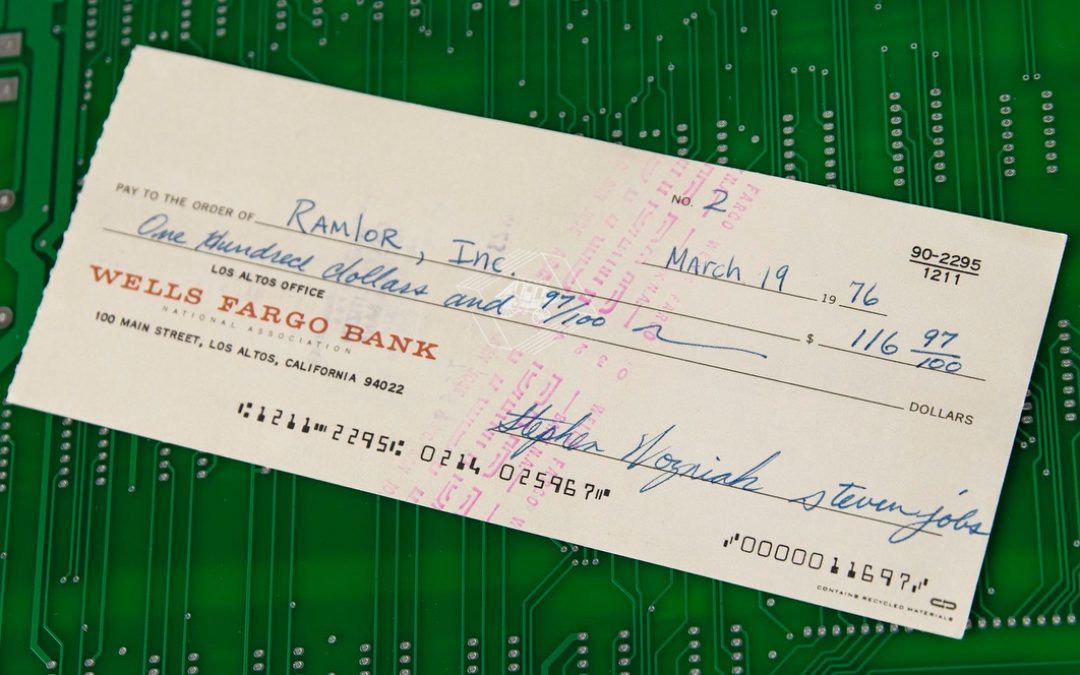 NO. 2
90-2295
1211
March 19 19 76
PAY TO THE ORDER OF Ramlor, Inc. $ 116 97/100
One Hundred dollars and 97/100 DOLLARS
LOS ALTOS OFFICE
WELLS FARGO BANK
NATIONAL ASSOCIATION
100 MAIN STREET, LOS ALTOS, CALIFORNIA 94022
Stephen Wozniak steven jobs
⑆1211⑉2295⑆ 0214 025967⑈
⑈0000011697⑈
CONTAINS RECYCLED MATERIALS